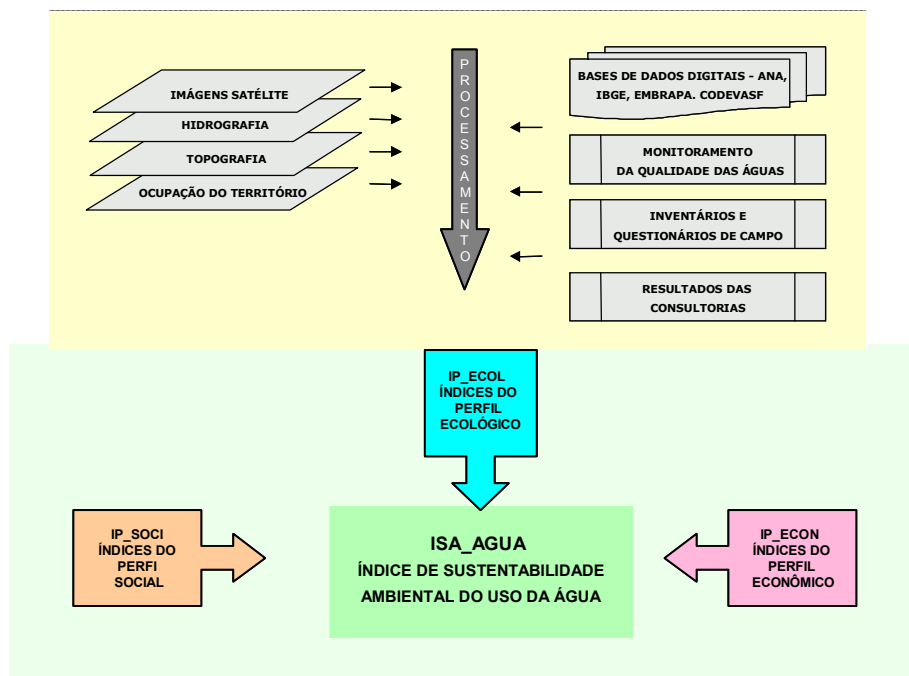 IMÁGENS SATÉLITE
HIDROGRAFIA
TOPOGRAFIA
OCUPAÇÃO DO TERRITÓRIO
PROCESSAMENTO
BASES DE DADOS DIGITAIS - ANA,
IBGE, EMBRAPA. CODEVASF
MONITORAMENTO
DA QUALIDADE DAS ÁGUAS
INVENTÁRIOS E
QUESTIONÁRIOS DE CAMPO
RESULTADOS DAS
CONSULTORIAS
IP_ECOL
ÍNDICES DO
PERFIL
ECOLÓGICO
IP_SOCI
ÍNDICES DO
PERFI
SOCIAL
ISA_AGUA
ÍNDICE DE SUSTENTABILIDADE
AMBIENTAL DO USO DA ÁGUA
IP_ECON
ÍNDICES DO
PERFIL
ECONÔMICO